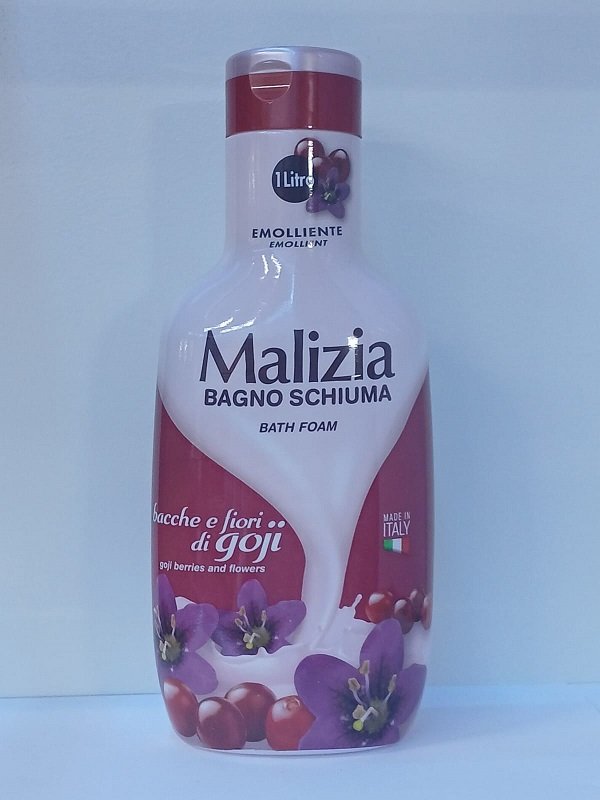 1 Litro
EMOLLIENTE
EMOLLIENT
Malizia
BAGNO SCHIUMA
BATH FOAM
bacche e fiori
di goji
goji berries and flowers
MADE IN
ITALY